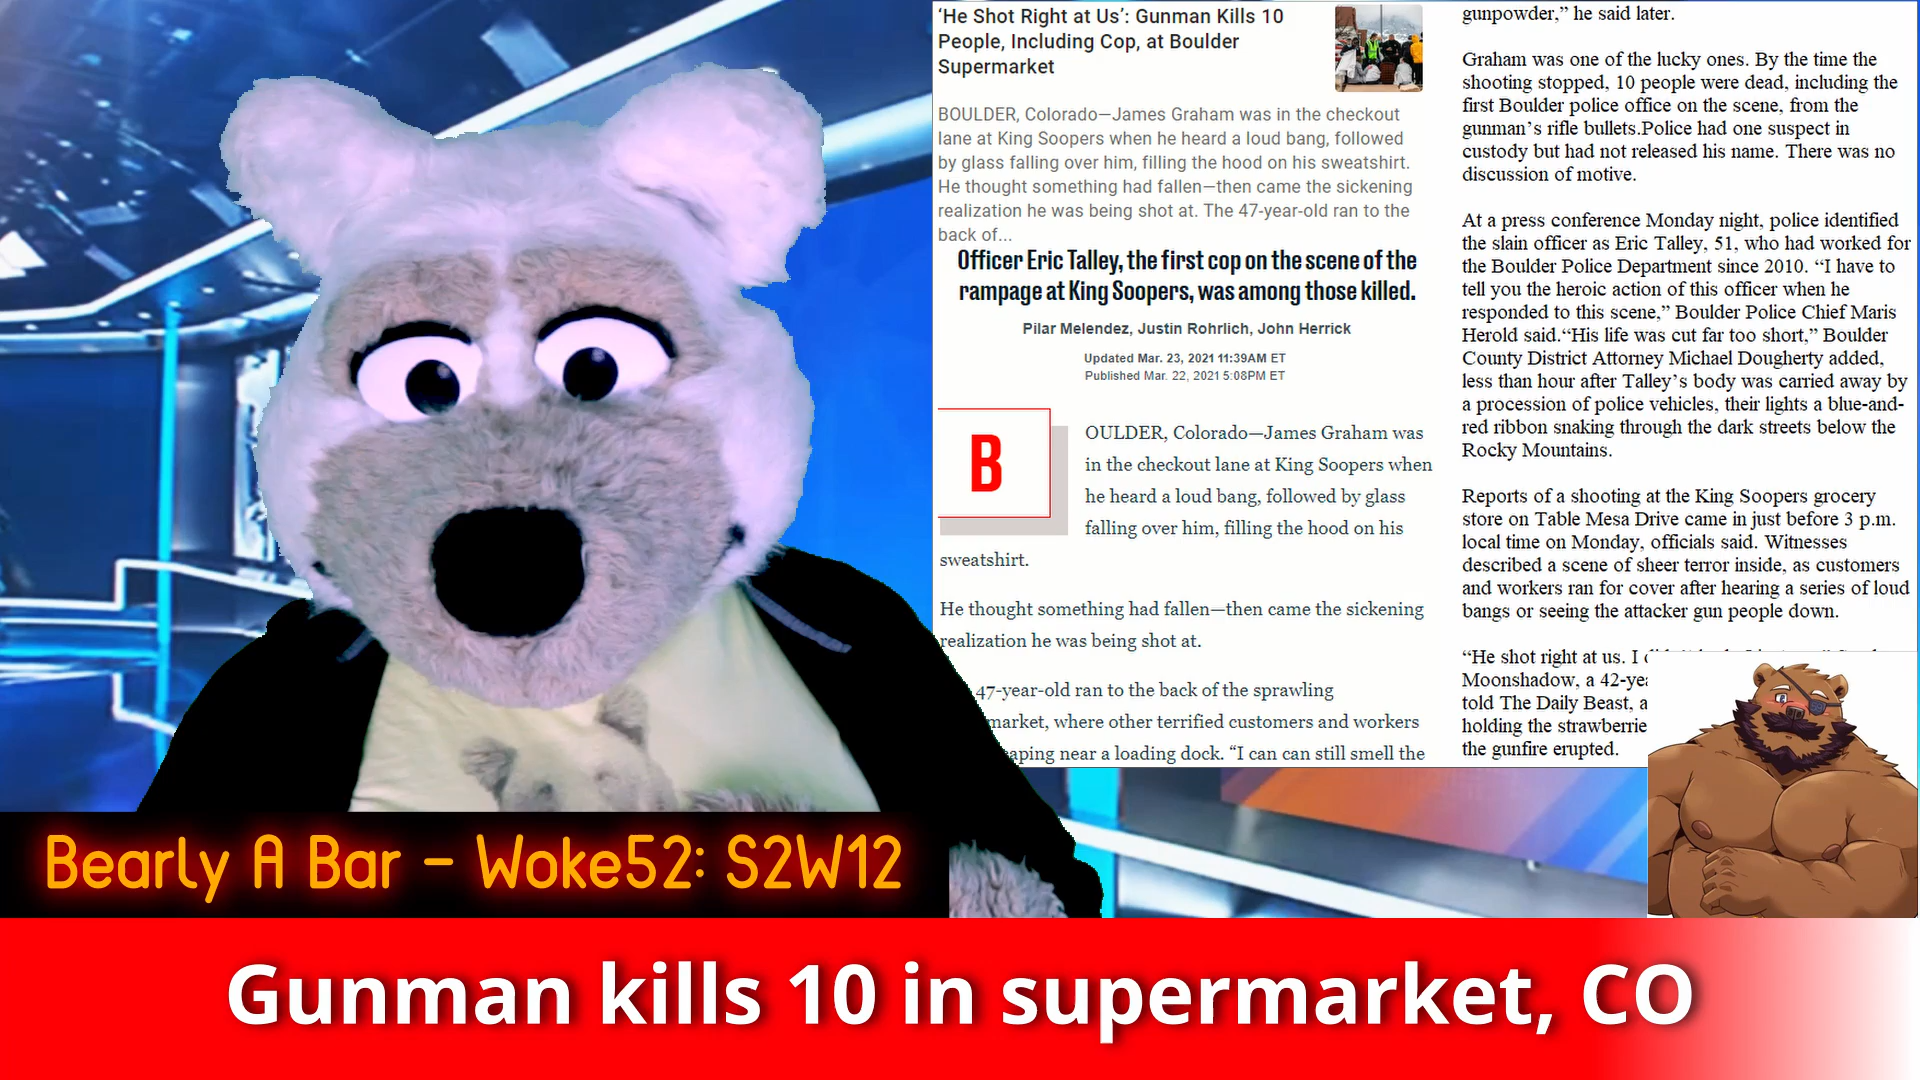 ‘He Shot Right at Us’: Gunman Kills 10
People, Including Cop, at Boulder
Supermarket
BOULDER, Colorado—James Graham was in the checkout
lane at King Soopers when he heard a loud bang, followed
by glass falling over him, filling the hood on his sweatshirt.
He thought something had fallen—then came the sickening
realization he was being shot at. The 47-year-old ran to the
back of...
Officer Eric Talley, the first cop on the scene of the
rampage at King Soopers, was among those killed.
Pilar Melendez, Justin Rohrlich, John Herrick
Updated Mar. 23, 2021 11:39AM ET
Published Mar. 22, 2021 5:08PM ET
B
OULDER, Colorado—James Graham was
in the checkout lane at King Soopers when
he heard a loud bang, followed by glass
falling over him, filling the hood on his
sweatshirt.
He thought something had fallen—then came the sickening
realization he was being shot at.
47-year-old ran to the back of the sprawling
market, where other terrified customers and workers
near a loading dock. “I can can still smell the
gunpowder,” he said later.
Graham was one of the lucky ones. By the time the
shooting stopped, 10 people were dead, including the
first Boulder police office on the scene, from the
gunman’s rifle bullets.Police had one suspect in
custody but had not released his name. There was no
discussion of motive.
At a press conference Monday night, police identified
the slain officer as Eric Talley, 51, who had worked for
the Boulder Police Department since 2010. “I have to
tell you the heroic action of this officer when he
responded to this scene,” Boulder Police Chief Maris
Herold said.“His life was cut far too short,” Boulder
County District Attorney Michael Dougherty added,
less than hour after Talley’s body was carried away by
a procession of police vehicles, their lights a blue-and-
red ribbon snaking through the dark streets below the
Rocky Mountains.
Reports of a shooting at the King Soopers grocery
store on Table Mesa Drive came in just before 3 p.m.
local time on Monday, officials said. Witnesses
described a scene of sheer terror inside, as customers
and workers ran for cover after hearing a series of loud
bangs or seeing the attacker gun people down.
“He shot right at us. I
Moonshadow, a 42-yea
told The Daily Beast, a
holding the strawberrie
the gunfire erupted.
Bearly A Bar - Woke52: S2W12
Gunman kills 10 in supermarket, CO